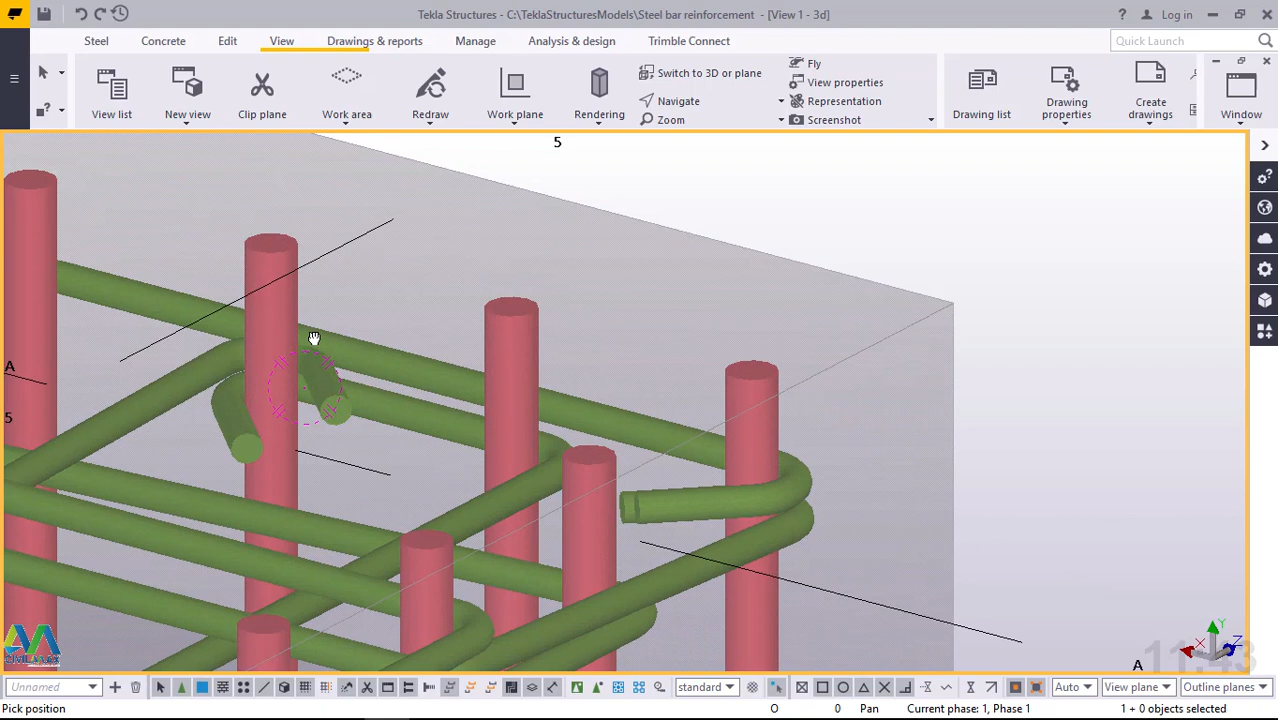 Tekla Structures - C:\TeklaStructuresModels\Steel bar reinforcement - [View 1 - 3d]
? Log in
Steel Concrete Edit View Drawings & reports Manage Analysis & design Trimble Connect Quick Launch
View list
New view
Clip plane
Work area
Redraw
Work plane
Rendering
Switch to 3D or plane
Navigate
Zoom
Fly
View properties
Representation
Screenshot
Drawing list
Drawing properties
Create drawings
Window
5
A
5
A
Y
X
Z
11:43
CIVILAX
Unnamed
standard
Auto
View plane
Outline planes
Pick position
O 0 Pan Current phase: 1, Phase 1 1 + 0 objects selected